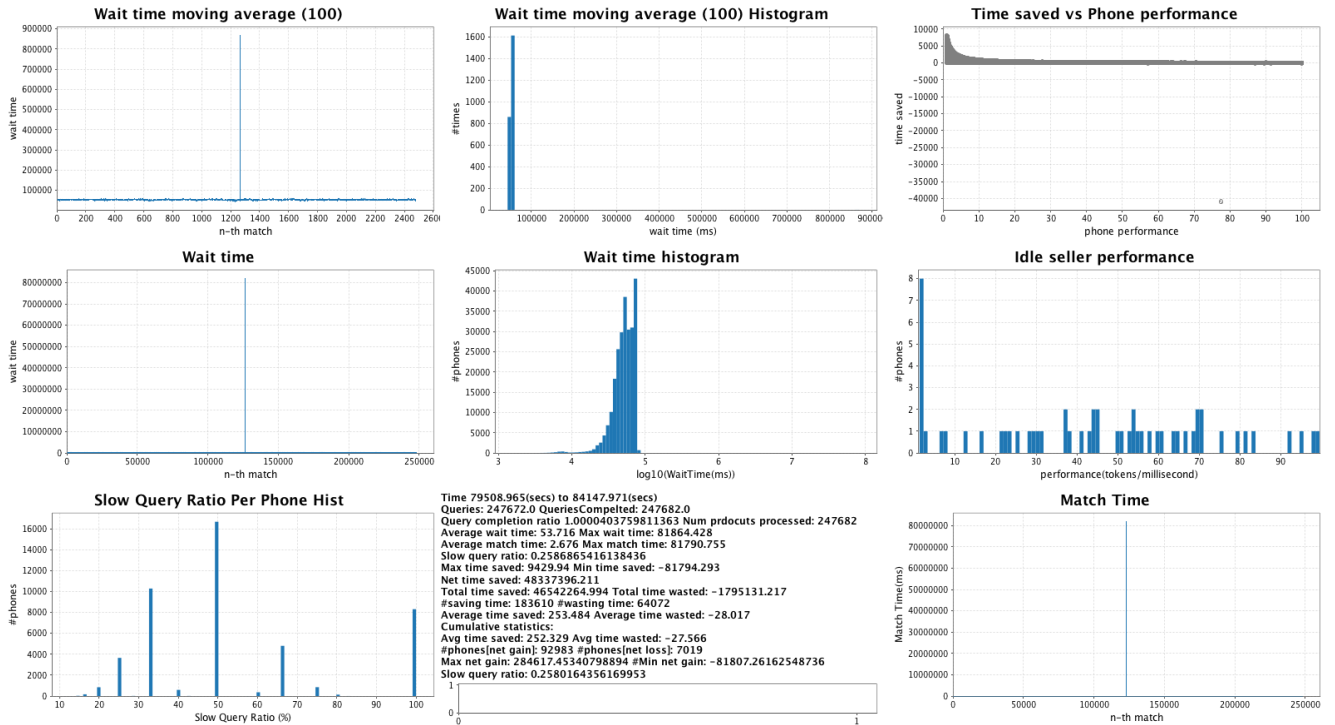 Wait time moving average (100)
900000
800000
700000
600000
500000
400000
300000
200000
100000
wait time
0 200 400 600 800 1000 1200 1400 1600 1800 2000 2200 2400 2600
n-th match
Wait time moving average (100) Histogram
1600
1400
1200
1000
800
600
400
200
0
#times
100000 200000 300000 400000 500000 600000 700000 800000 900000
wait time (ms)
Time saved vs Phone performance
10000
5000
0
-5000
-10000
-15000
-20000
-25000
-30000
-35000
-40000
time saved
0 10 20 30 40 50 60 70 80 90 100
phone performance
Wait time
80000000
70000000
60000000
50000000
40000000
30000000
20000000
10000000
0
wait time
0 50000 100000 150000 200000 250000
n-th match
Wait time histogram
45000
40000
35000
30000
25000
20000
15000
10000
5000
0
#phones
3 4 5 6 7 8
log10(WaitTime(ms))
Idle seller performance
8
7
6
5
4
3
2
1
0
#phones
10 20 30 40 50 60 70 80 90
performance(tokens/millisecond)
Slow Query Ratio Per Phone Hist
16000
14000
12000
10000
8000
6000
4000
2000
0
#phones
10 20 30 40 50 60 70 80 90 100
Slow Query Ratio (%)
Time 79508.965(secs) to 84147.971(secs)
Queries: 247672.0 QueriesCompelted: 247682.0
Query completion ratio 1.0000403759811363 Num prdocuts processed: 247682
Average wait time: 53.716 Max wait time: 81864.428
Average match time: 2.676 Max match time: 81790.755
Slow query ratio: 0.2586865416138436
Max time saved: 9429.94 Min time saved: -81794.293
Net time saved: 48337396.211
Total time saved: 46542264.994 Total time wasted: -1795131.217
#saving time: 183610 #wasting time: 64072
Average time saved: 253.484 Average time wasted: -28.017
Cumulative statistics:
Avg time saved: 252.329 Avg time wasted: -27.566
#phones[net gain]: 92983 #phones[net loss]: 7019
Max net gain: 284617.45340798894 #Min net gain: -81807.26162548736
Slow query ratio: 0.2580164356169953
1
0
0 1
Match Time
80000000
70000000
60000000
50000000
40000000
30000000
20000000
10000000
0
Match Time(ms)
0 50000 100000 150000 200000 250000
n-th match